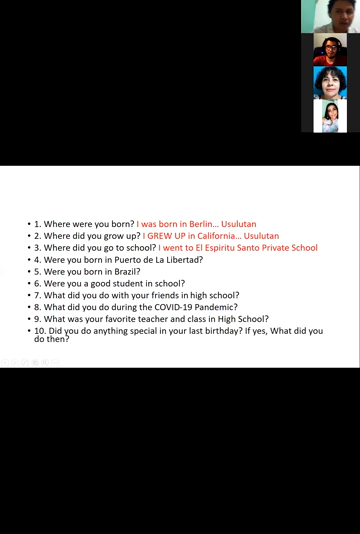 • 1. Where were you born? I was born in Berlin... Usulutan
• 2. Where did you grow up? I GREW UP in California... Usulutan
• 3. Where did you go to school? I went to El Espiritu Santo Private School
• 4. Were you born in Puerto de La Libertad?
• 5. Were you born in Brazil?
• 6. Were you a good student in school?
• 7. What did you do with your friends in high school?
• 8. What did you do during the COVID-19 Pandemic?
• 9. What was your favorite teacher and class in High School?
• 10. Did you do anything special in your last birthday? If yes, What did you
do then?